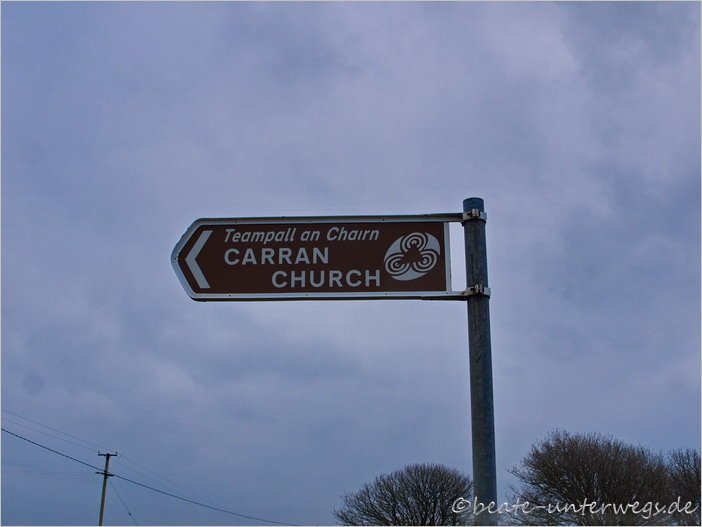 Teampall an Chairn
CARRAN
CHURCH
©beate-unterwegs.de